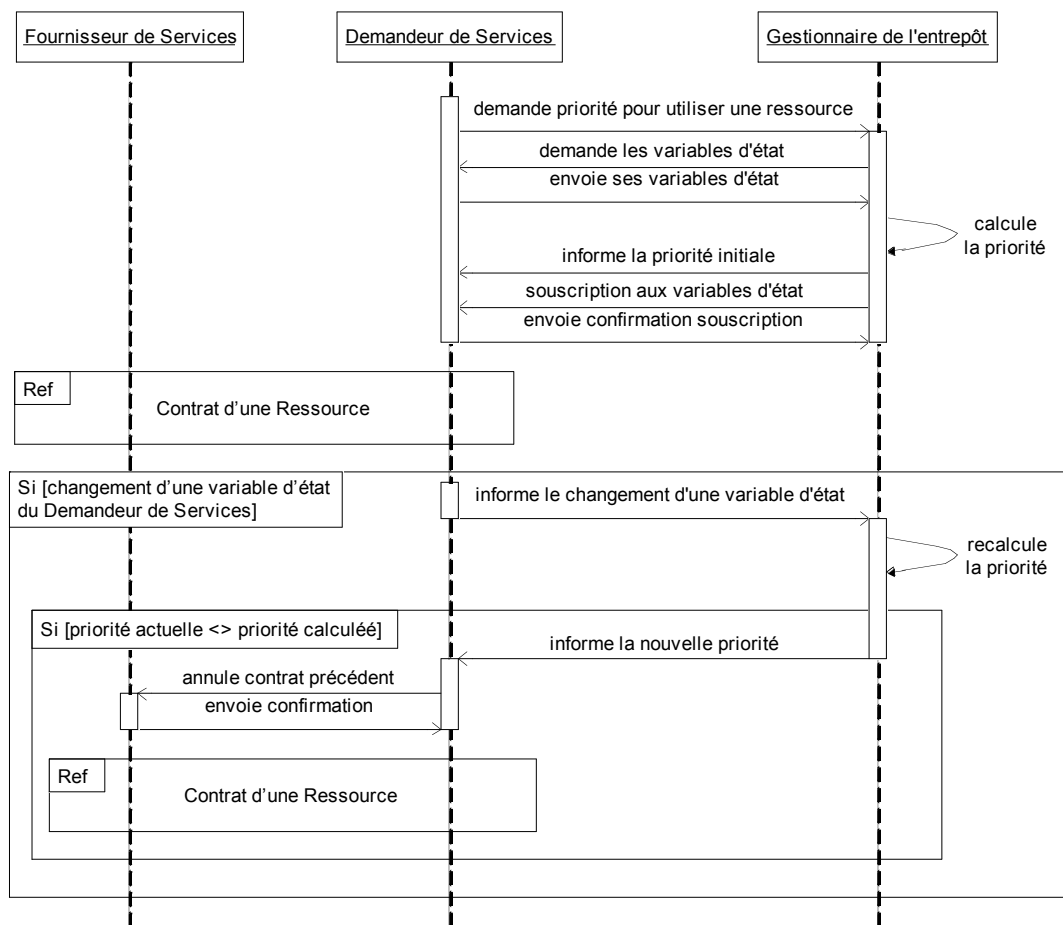 Fournisseur de Services
Demandeur de Services
Gestionnaire de l'entrepôt
demande priorité pour utiliser une ressource
demande les variables d'état
envoie ses variables d'état
calcule
la priorité
informe la priorité initiale
souscription aux variables d'état
envoie confirmation souscription
Ref
Contrat d’une Ressource
Si [changement d’une variable d’état
du Demandeur de Services]
informe le changement d'une variable d'état
recalcule
la priorité
Si [priorité actuelle <> priorité calculéé]
informe la nouvelle priorité
annule contrat précédent
envoie confirmation
Ref
Contrat d’une Ressource